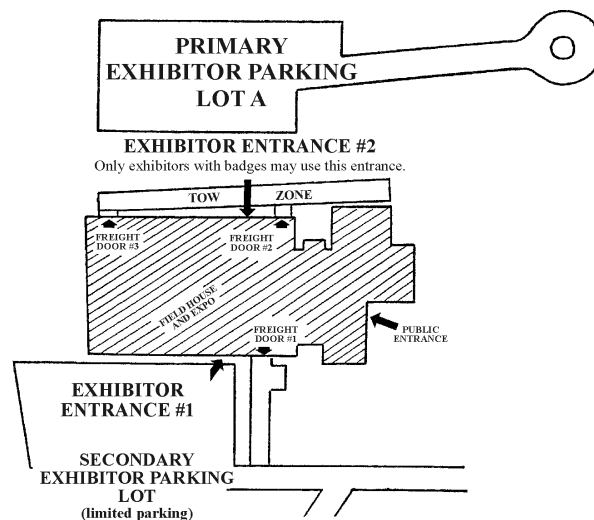 PRIMARY
EXHIBITOR PARKING
LOT A
EXHIBITOR ENTRANCE #2
Only exhibitors with badges may use this entrance.
TOW ZONE
FREIGHT
DOOR #3
FREIGHT
DOOR #2
FIELD HOUSE
AND EXPO
FREIGHT
DOOR #1
PUBLIC
ENTRANCE
EXHIBITOR
ENTRANCE #1
SECONDARY
EXHIBITOR PARKING
LOT
(limited parking)